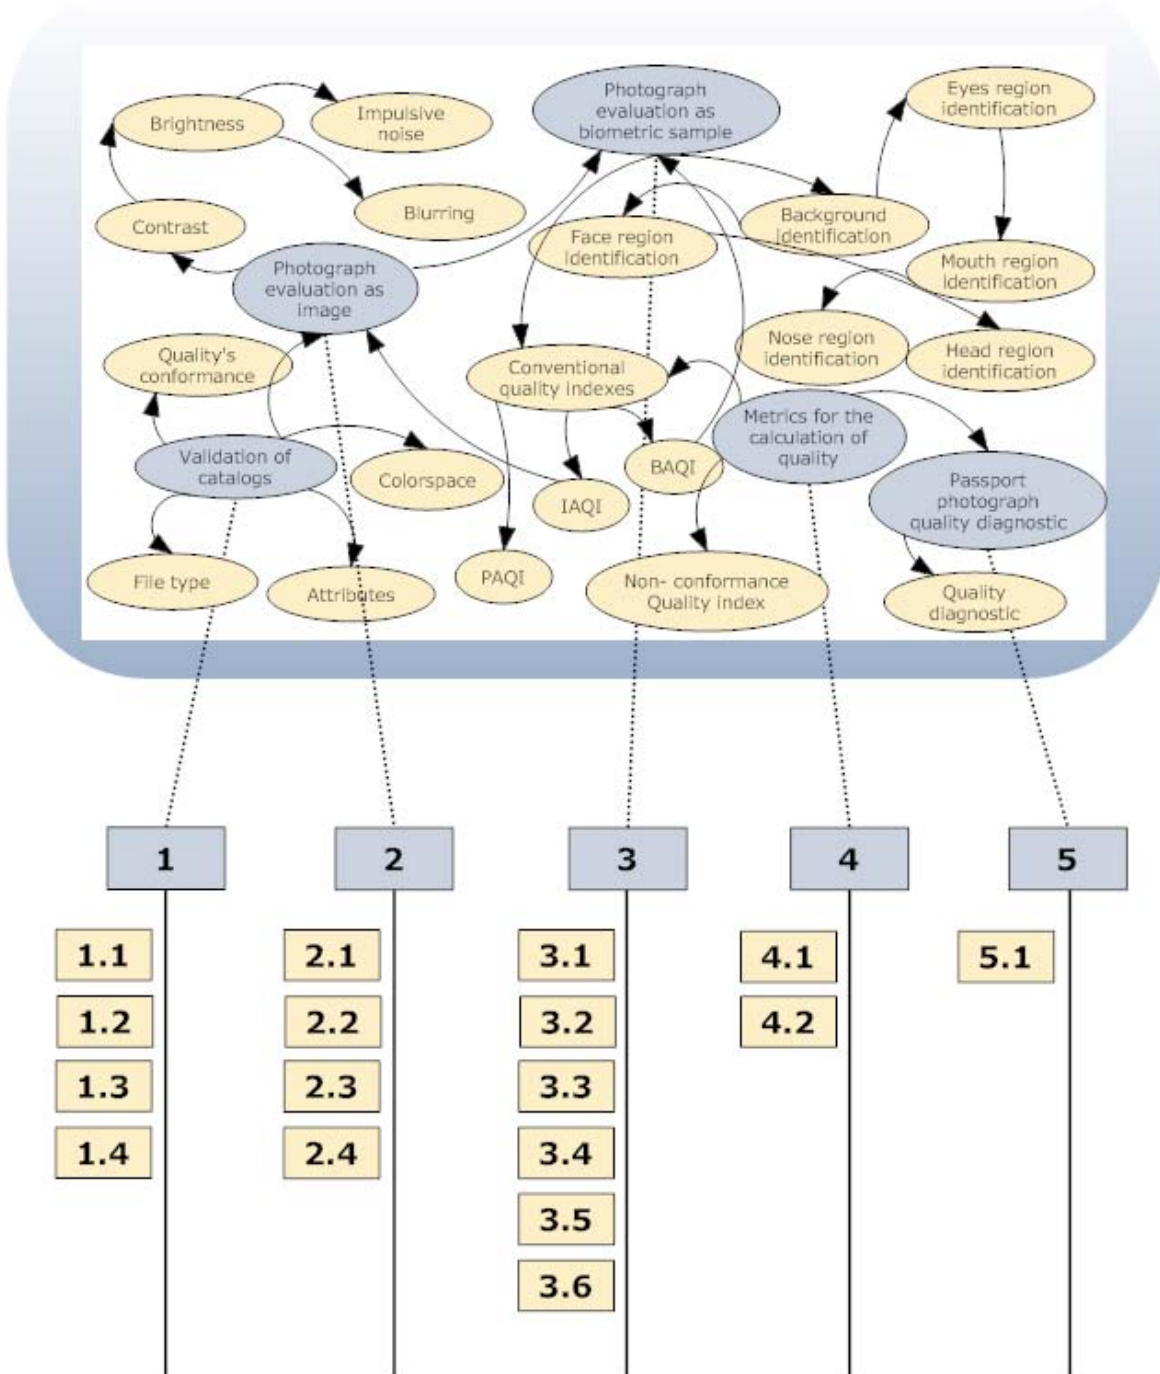 Brightness
Impulsive
noise
Photograph
evaluation as
biometric sample
Eyes region
identification
Contrast
Blurring
Face region
identification
Background
identification
Photograph
evaluation as
image
Mouth region
identification
Quality's
conformance
Conventional
quality indexes
Nose region
identification
Head region
identification
Validation of
catalogs
Colorspace
IAQI
BAQI
Metrics for the
calculation of
quality
Passport
photograph
quality diagnostic
File type
Attributes
PAQI
Non- conformance
Quality index
Quality
diagnostic
1
2
3
4
5
1.1
2.1
3.1
4.1
5.1
1.2
2.2
3.2
4.2
1.3
2.3
3.3
1.4
2.4
3.4
3.5
3.6